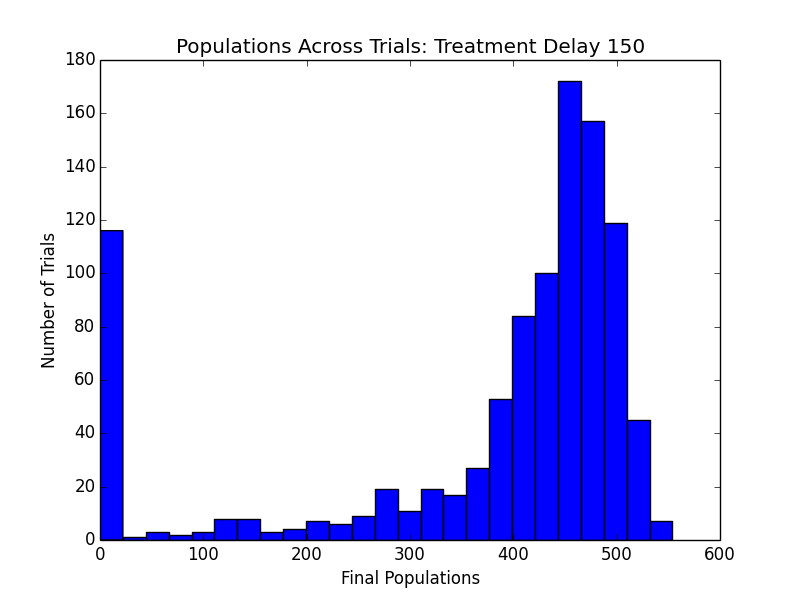 Populations Across Trials: Treatment Delay 150
180
160
140
120
100
80
60
40
20
0
Number of Trials
0 100 200 300 400 500 600
Final Populations